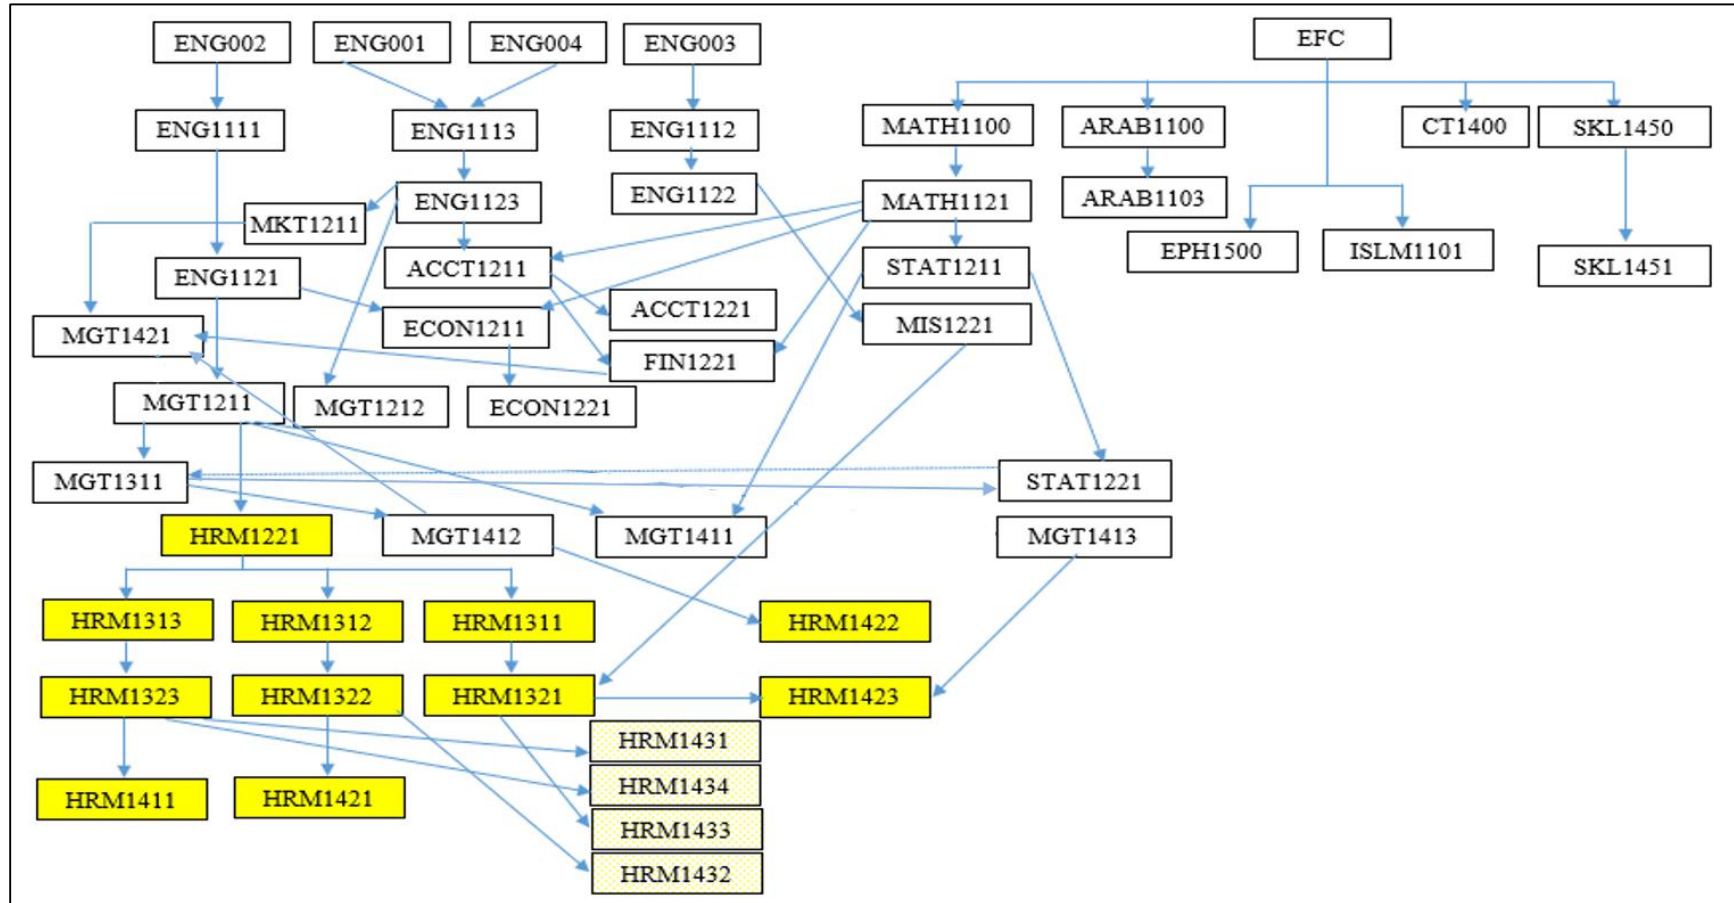 ENG002
ENG001
ENG004
ENG003
EFC
ENG1111
ENG1113
ENG1112
MATH1100
ARAB1100
CT1400
SKL1450
ENG1122
MATH1121
ARAB1103
MKT1211
ENG1123
EPH1500
ISLM1101
ENG1121
ACCT1211
STAT1211
SKL1451
ACCT1221
MGT1421
ECON1211
MIS1221
FIN1221
MGT1211
MGT1212
ECON1221
MGT1311
STAT1221
HRM1221
MGT1412
MGT1411
MGT1413
HRM1313
HRM1312
HRM1311
HRM1422
HRM1323
HRM1322
HRM1321
HRM1423
HRM1431
HRM1434
HRM1411
HRM1421
HRM1433
HRM1432